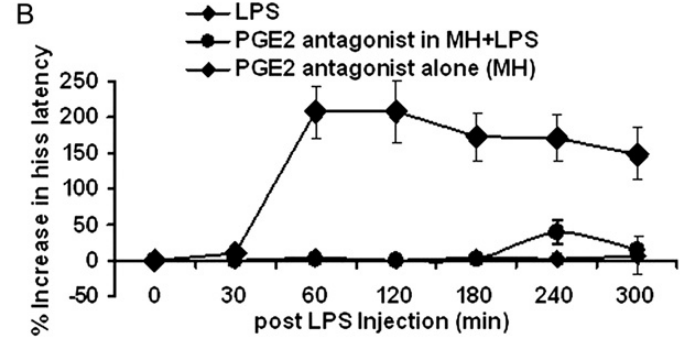 B
LPS
PGE2 antagonist in MH+LPS
PGE2 antagonist alone (MH)
% Increase in hiss latency
250
200
150
100
50
0
-50
0 30 60 120 180 240 300
post LPS Injection (min)